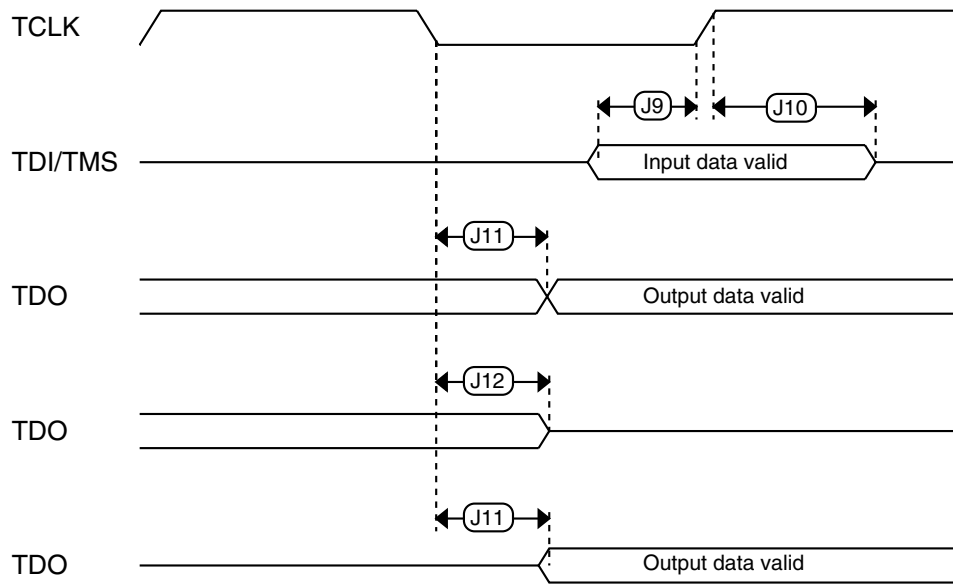 TCLK
J9
J10
TDI/TMS
Input data valid
J11
TDO
Output data valid
J12
TDO
J11
TDO
Output data valid